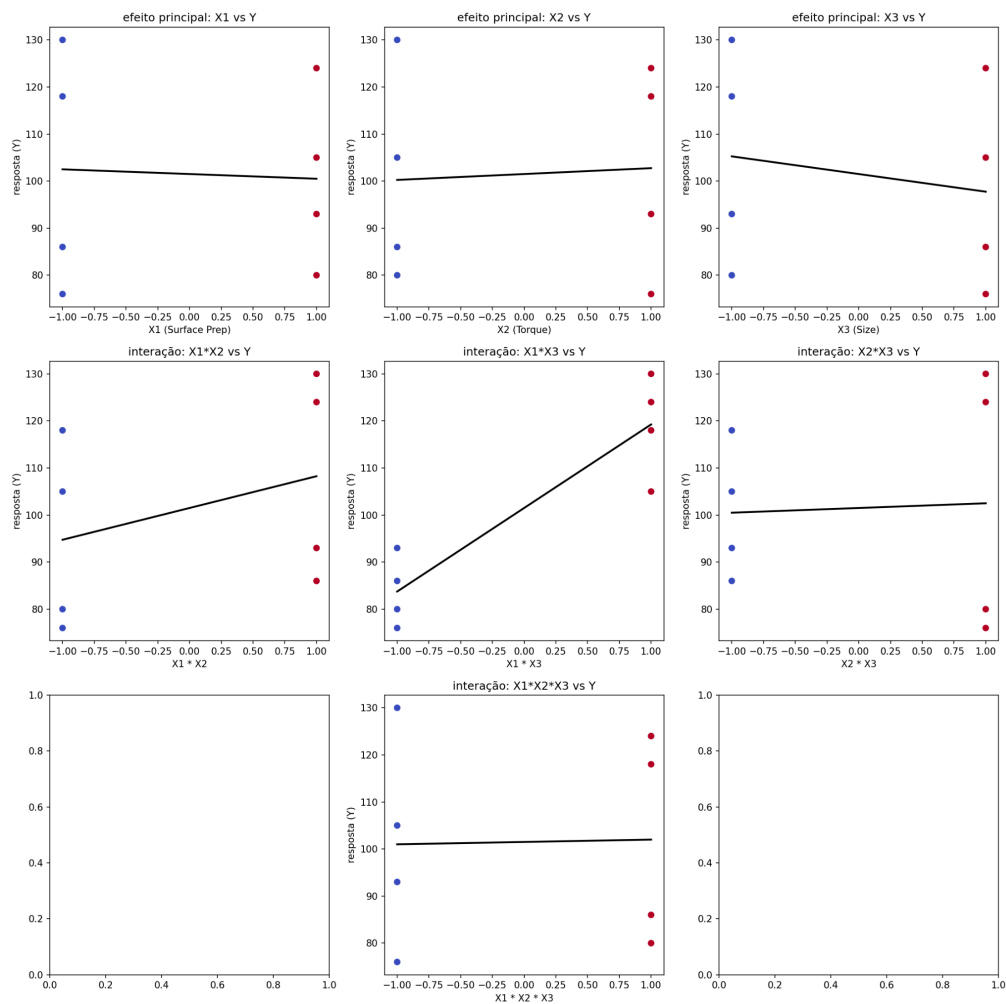 efeito principal: X1 vs Y
130
120
110
100
90
80
resposta (Y)
−1.00 −0.75 −0.50 −0.25 0.00 0.25 0.50 0.75 1.00
X1 (Surface Prep)
efeito principal: X2 vs Y
130
120
110
100
90
80
resposta (Y)
−1.00 −0.75 −0.50 −0.25 0.00 0.25 0.50 0.75 1.00
X2 (Torque)
efeito principal: X3 vs Y
130
120
110
100
90
80
resposta (Y)
−1.00 −0.75 −0.50 −0.25 0.00 0.25 0.50 0.75 1.00
X3 (Size)
interação: X1*X2 vs Y
130
120
110
100
90
80
resposta (Y)
−1.00 −0.75 −0.50 −0.25 0.00 0.25 0.50 0.75 1.00
X1 * X2
interação: X1*X3 vs Y
130
120
110
100
90
80
resposta (Y)
−1.00 −0.75 −0.50 −0.25 0.00 0.25 0.50 0.75 1.00
X1 * X3
interação: X2*X3 vs Y
130
120
110
100
90
80
resposta (Y)
−1.00 −0.75 −0.50 −0.25 0.00 0.25 0.50 0.75 1.00
X2 * X3
1.0
0.8
0.6
0.4
0.2
0.0
0.0 0.2 0.4 0.6 0.8 1.0
interação: X1*X2*X3 vs Y
130
120
110
100
90
80
resposta (Y)
−1.00 −0.75 −0.50 −0.25 0.00 0.25 0.50 0.75 1.00
X1 * X2 * X3
1.0
0.8
0.6
0.4
0.2
0.0
0.0 0.2 0.4 0.6 0.8 1.0